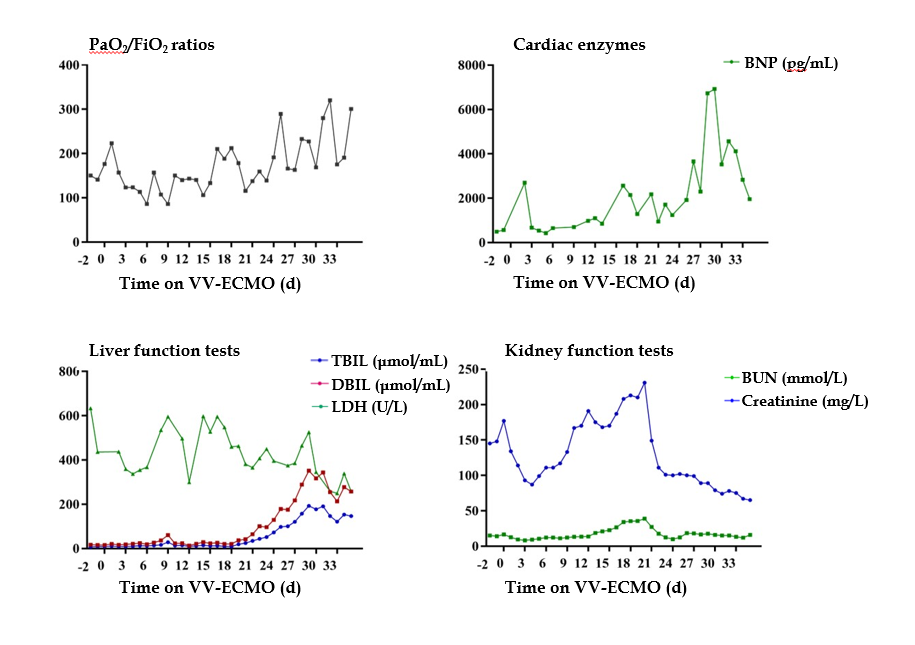 PaO₂/FiO₂ ratios
400
300
200
100
0
-2 0 3 6 9 12 15 18 21 24 27 30 33
Time on VV-ECMO (d)
Cardiac enzymes
BNP (pg/mL)
8000
6000
4000
2000
0
-2 0 3 6 9 12 15 18 21 24 27 30 33
Time on VV-ECMO (d)
Liver function tests
TBIL (μmol/mL)
DBIL (μmol/mL)
LDH (U/L)
800
600
400
200
0
-2 0 3 6 9 12 15 18 21 24 27 30 33
Time on VV-ECMO (d)
Kidney function tests
BUN (mmol/L)
Creatinine (mg/L)
250
200
150
100
50
0
-2 0 3 6 9 12 15 18 21 24 27 30 33
Time on VV-ECMO (d)